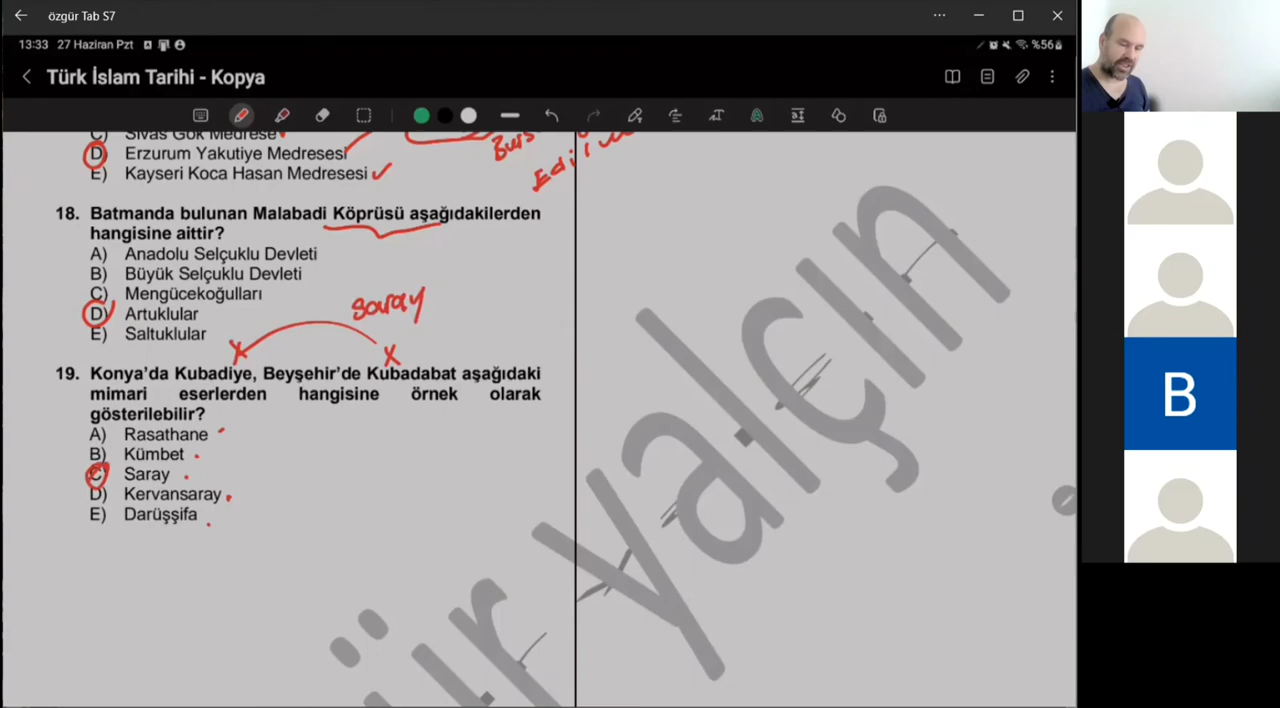 özgür Tab S7
13:33 27 Haziran Pzt
%56
Türk İslam Tarihi - Kopya
C) Sivas Gök Medrese
D) Erzurum Yakutiye Medresesi
E) Kayseri Koca Hasan Medresesi
18. Batmanda bulunan Malabadi Köprüsü aşağıdakilerden
hangisine aittir?
A) Anadolu Selçuklu Devleti
B) Büyük Selçuklu Devleti
C) Mengücekoğulları
D) Artuklular
E) Saltuklular
Saray
19. Konya'da Kubadiye, Beyşehir'de Kubadabat aşağıdaki
mimari eserlerden hangisine örnek olarak
gösterilebilir?
A) Rasathane
B) Kümbet
C) Saray
D) Kervansaray
E) Darüşşifa
yalçın
B